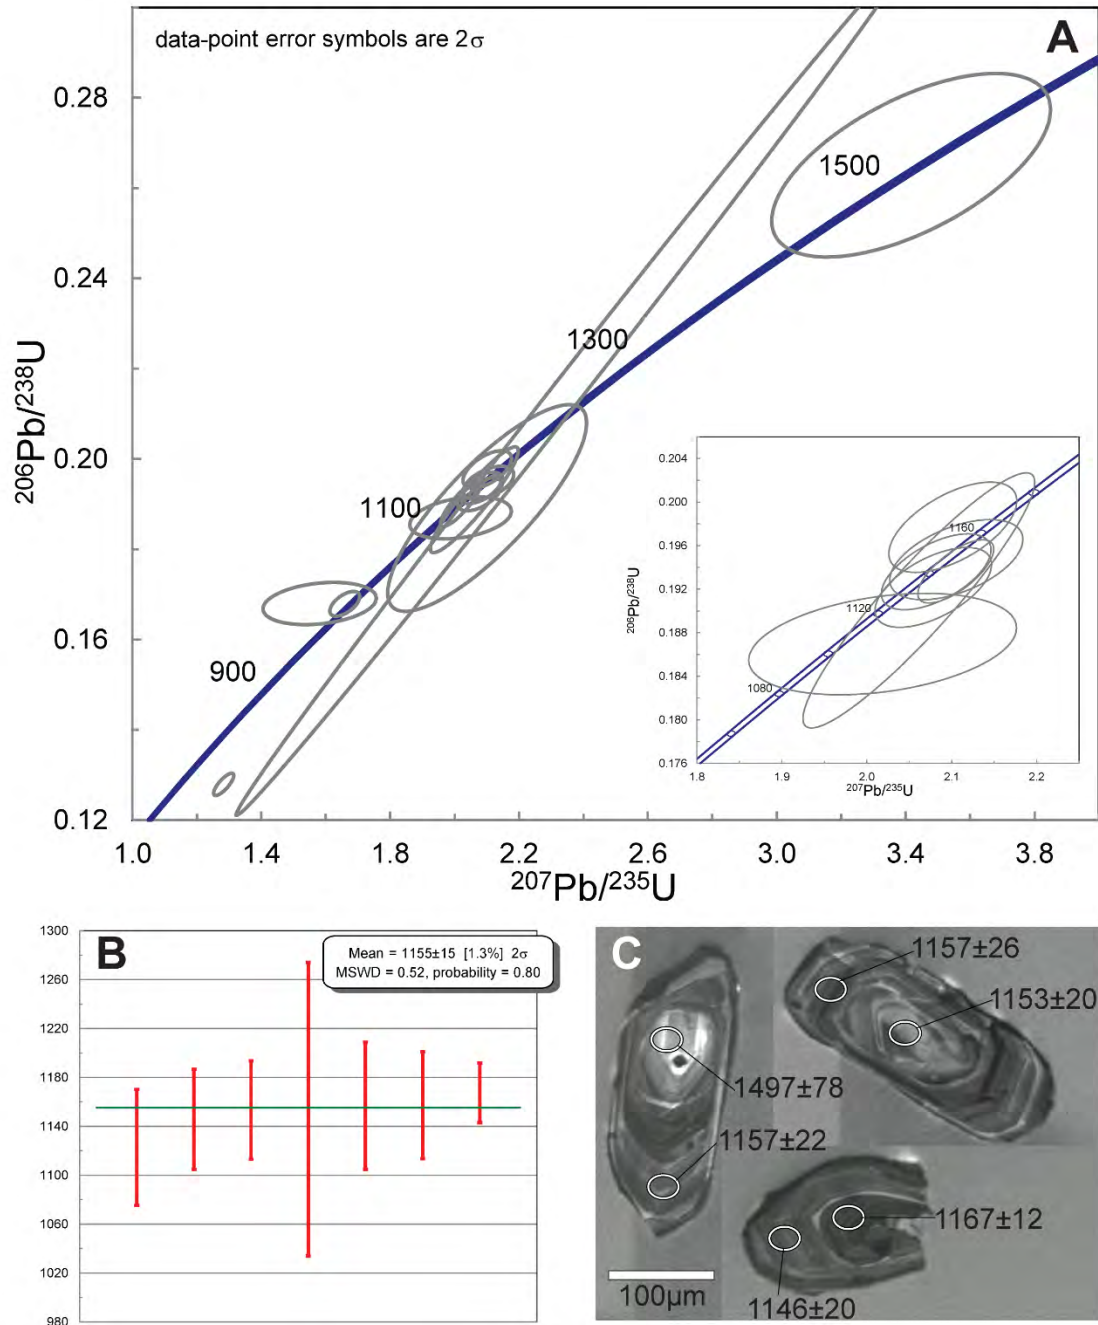 data-point error symbols are 2σ
A
0.28
0.24
0.20
0.16
0.12
206Pb/238U
1500
1300
1100
900
1.0 1.4 1.8 2.2 2.6 3.0 3.4 3.8
207Pb/235U
0.204
0.200
0.196
0.192
0.188
0.184
0.180
0.176
206Pb/238U
1160
1120
1080
1.8 1.9 2.0 2.1 2.2
207Pb/235U
B
Mean = 1155±15 [1.3%] 2σ
MSWD = 0.52, probability = 0.80
1300
1260
1220
1180
1140
1100
1060
1020
980
C
1157±26
1153±20
1497±78
1157±22
1167±12
1146±20
100µm